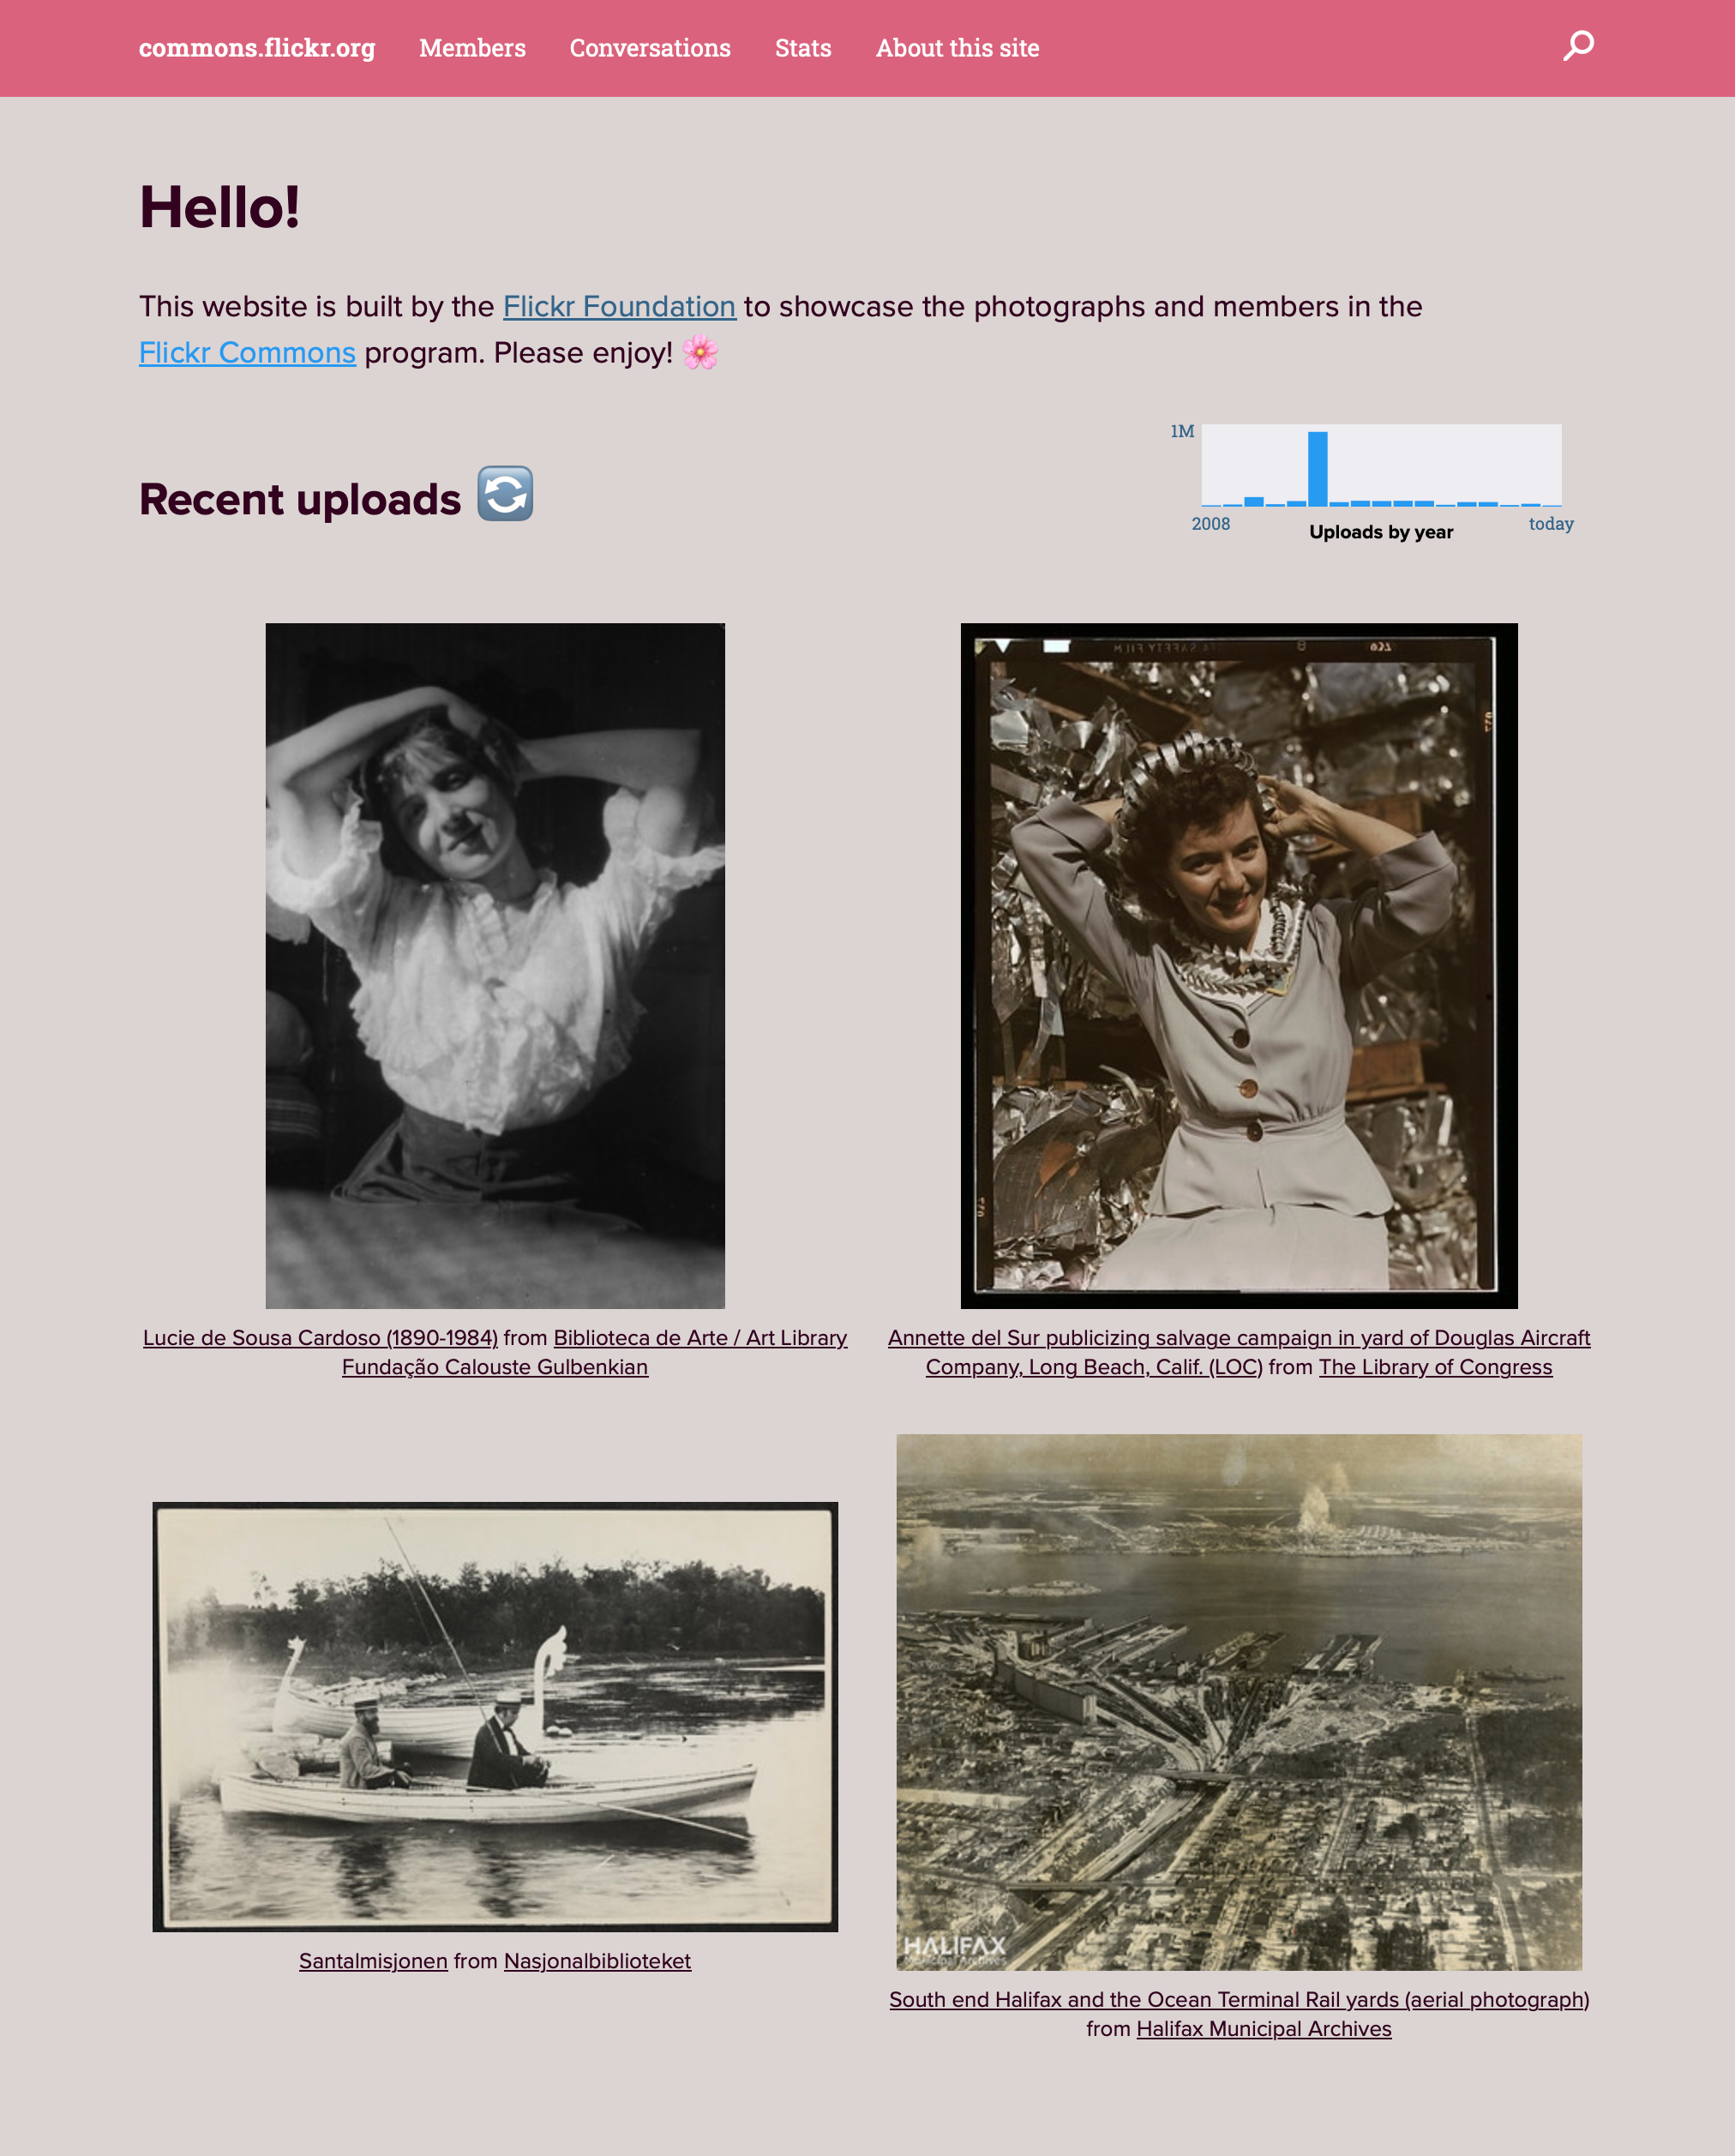 commons.flickr.org Members Conversations Stats About this site
Hello!
This website is built by the Flickr Foundation to showcase the photographs and members in the
Flickr Commons program. Please enjoy! 🌸
Recent uploads 🔄
1M
2008
today
Uploads by year
Lucie de Sousa Cardoso (1890-1984) from Biblioteca de Arte / Art Library
Fundação Calouste Gulbenkian
Annette del Sur publicizing salvage campaign in yard of Douglas Aircraft
Company, Long Beach, Calif. (LOC) from The Library of Congress
Santalmisjonen from Nasjonalbiblioteket
HALIFAX
Municipal Archives
South end Halifax and the Ocean Terminal Rail yards (aerial photograph)
from Halifax Municipal Archives